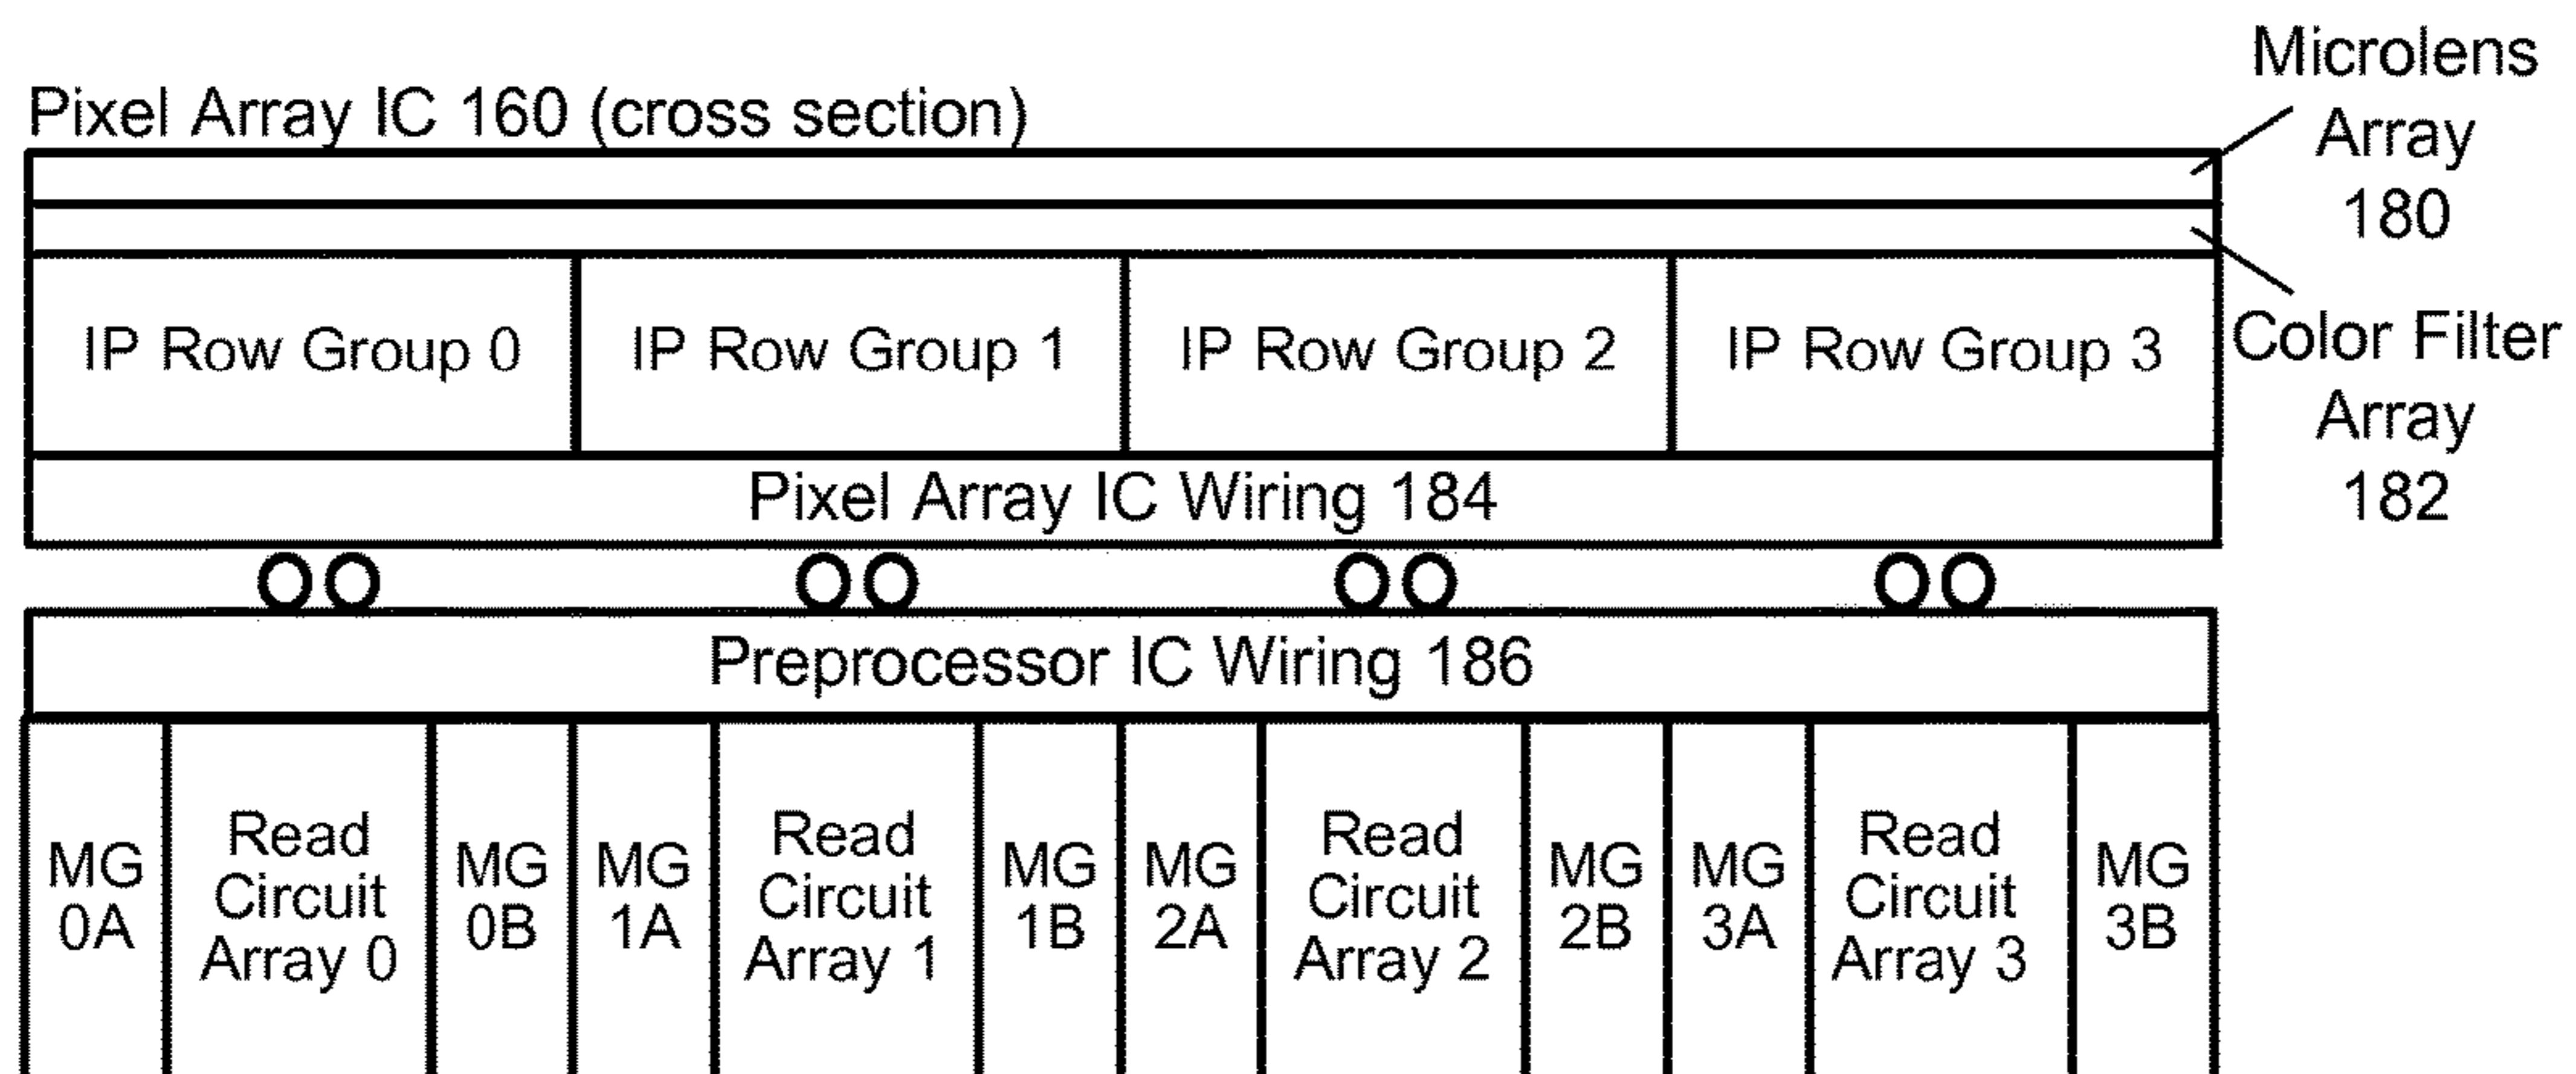 Microlens
Array
180
Pixel Array IC 160 (cross section)
IP Row Group 0
IP Row Group 1
IP Row Group 2
IP Row Group 3
Color Filter
Array
182
Pixel Array IC Wiring 184
Preprocessor IC Wiring 186
MG
0A
Read
Circuit
Array 0
MG
0B
MG
1A
Read
Circuit
Array 1
MG
1B
MG
2A
Read
Circuit
Array 2
MG
2B
MG
3A
Read
Circuit
Array 3
MG
3B